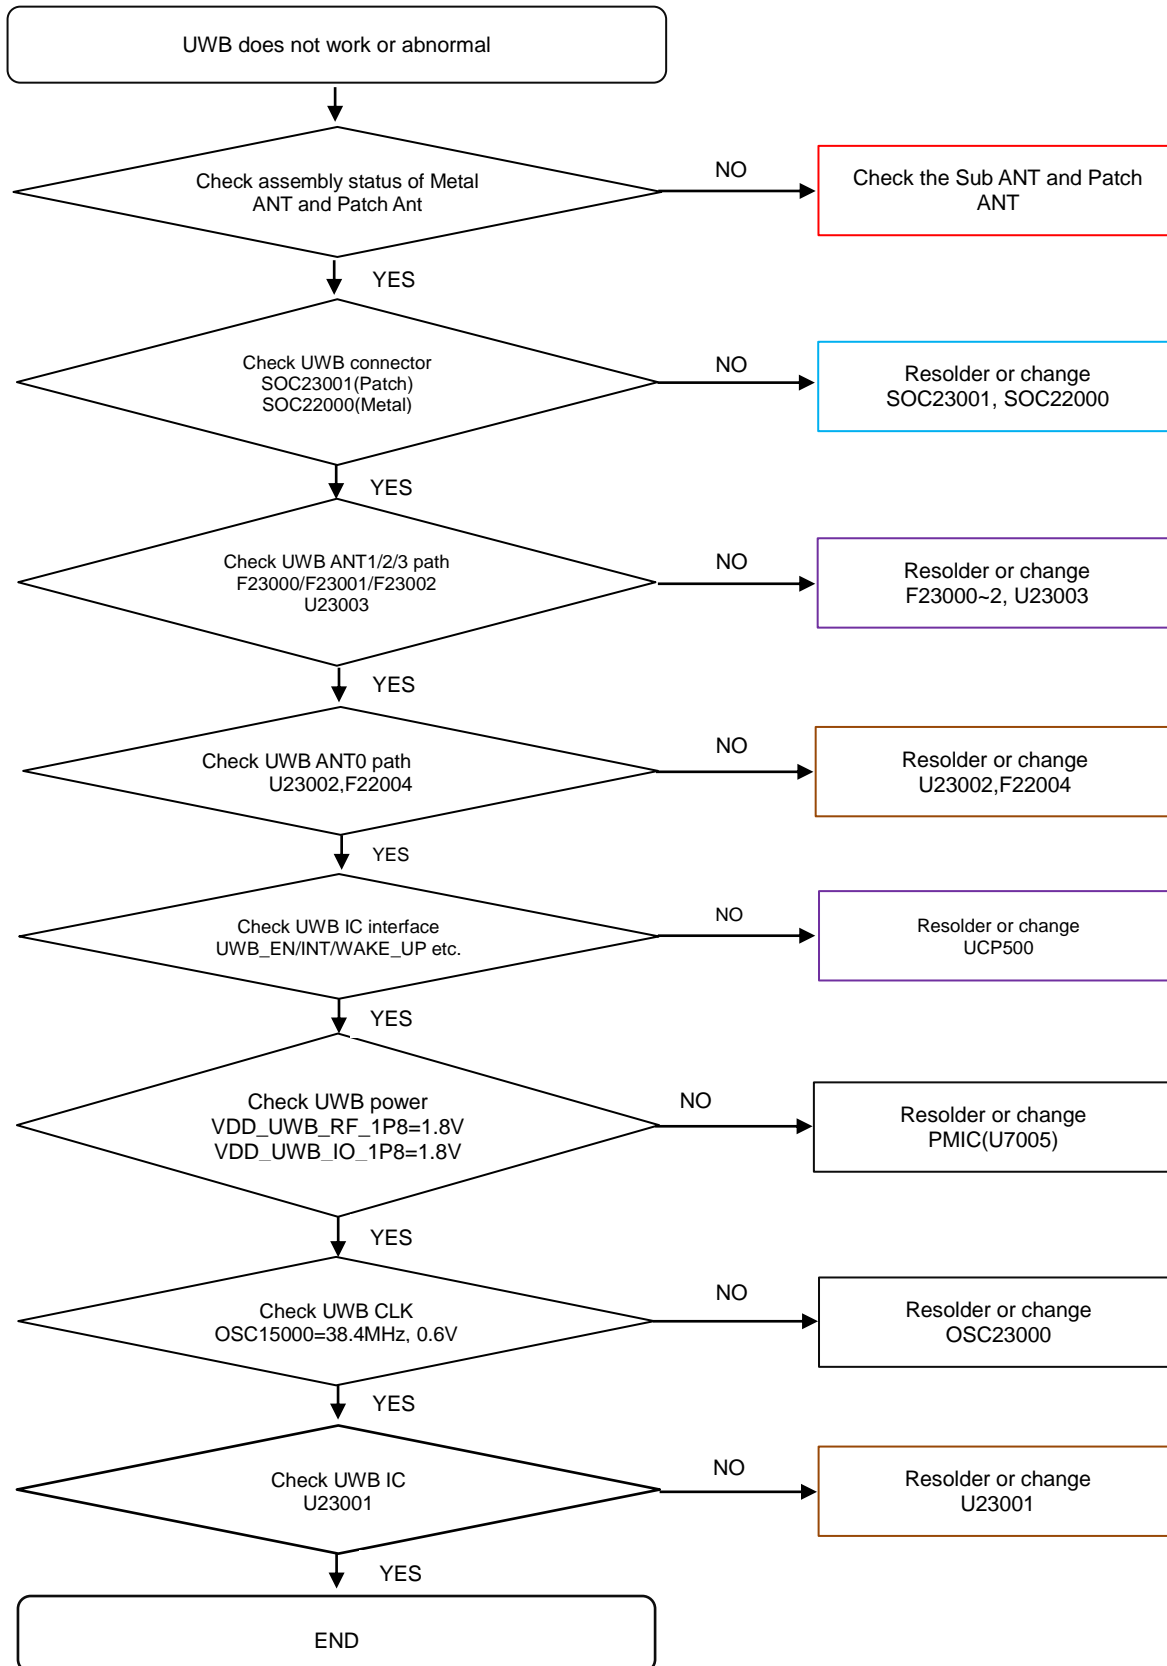 UWB does not work or abnormal
Check assembly status of Metal
ANT and Patch Ant
NO
Check the Sub ANT and Patch
ANT
YES
Check UWB connector
SOC23001(Patch)
SOC22000(Metal)
NO
Resolder or change
SOC23001, SOC22000
YES
Check UWB ANT1/2/3 path
F23000/F23001/F23002
U23003
NO
Resolder or change
F23000~2, U23003
YES
Check UWB ANT0 path
U23002,F22004
NO
Resolder or change
U23002,F22004
YES
Check UWB IC interface
UWB_EN/INT/WAKE_UP etc.
NO
Resolder or change
UCP500
YES
Check UWB power
VDD_UWB_RF_1P8=1.8V
VDD_UWB_IO_1P8=1.8V
NO
Resolder or change
PMIC(U7005)
YES
Check UWB CLK
OSC15000=38.4MHz, 0.6V
NO
Resolder or change
OSC23000
YES
Check UWB IC
U23001
NO
Resolder or change
U23001
YES
END